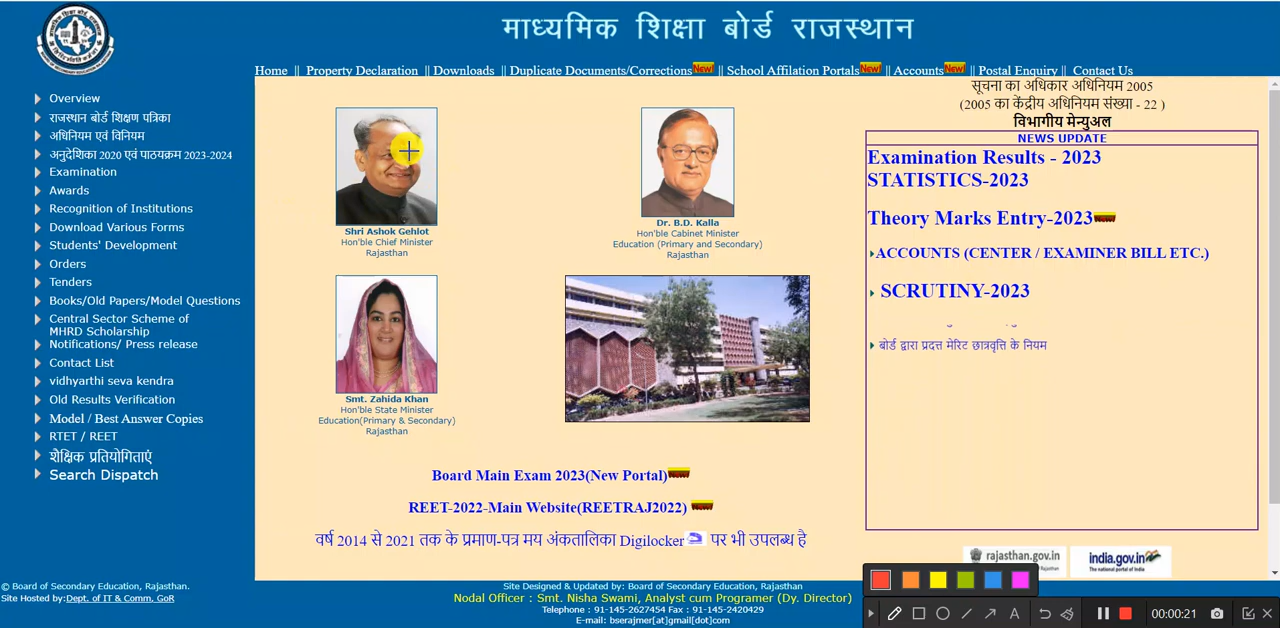 माध्यमिक शिक्षा बोर्ड राजस्थान
Home || Property Declaration || Downloads || Duplicate Documents/Corrections New! || School Affilation Portals New! || Accounts New! || Postal Enquiry || Contact Us
Overview
राजस्थान बोर्ड शिक्षण पत्रिका
अधिनियम एवं विनियम
अनुदेशिका 2020 एवं पाठयक्रम 2023-2024
Examination
Awards
Recognition of Institutions
Download Various Forms
Students' Development
Orders
Tenders
Books/Old Papers/Model Questions
Central Sector Scheme of
MHRD Scholarship
Notifications/ Press release
Contact List
vidhyarthi seva kendra
Old Results Verification
Model / Best Answer Copies
RTET / REET
शैक्षिक प्रतियोगिताएं
Search Dispatch
Shri Ashok Gehlot
Hon'ble Chief Minister
Rajasthan
Dr. B.D. Kalla
Hon'ble Cabinet Minister
Education (Primary and Secondary)
Rajasthan
Smt. Zahida Khan
Hon'ble State Minister
Education(Primary & Secondary)
Rajasthan
Board Main Exam 2023(New Portal)
REET-2022-Main Website(REETRAJ2022)
वर्ष 2014 से 2021 तक के प्रमाण-पत्र मय अंकतालिका Digilocker पर भी उपलब्ध है
सूचना का अधिकार अधिनियम 2005
(2005 का केंद्रीय अधिनियम संख्या - 22 )
विभागीय मेन्युअल
NEWS UPDATE
Examination Results - 2023
STATISTICS-2023
Theory Marks Entry-2023
ACCOUNTS (CENTER / EXAMINER BILL ETC.)
SCRUTINY-2023
बोर्ड द्वारा प्रदत्त मेरिट छात्रवृत्ति के नियम
rajasthan.gov.in
india.gov.in
The national portal of India
© Board of Secondary Education, Rajasthan.
Site Hosted by:Dept. of IT & Comm, GoR
Site Designed & Updated by: Board of Secondary Education, Rajasthan
Nodal Officer : Smt. Nisha Swami, Analyst cum Programer (Dy. Director)
Telephone : 91-145-2627454 Fax : 91-145-2420429
E-mail: bserajmer[at]gmail[dot]com
A
00:00:21